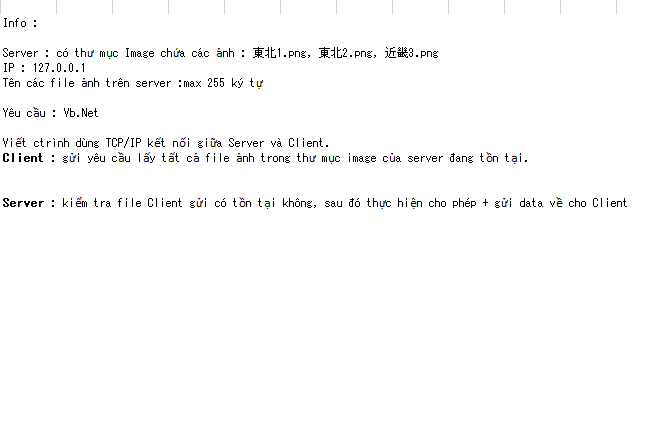 Info :
Server : có thư mục Image chứa các ảnh : 東北1.png, 東北2.png, 近畿3.png
IP : 127.0.0.1
Tên các file ảnh trên server :max 255 ký tự
Yêu cầu : Vb.Net
Viết ctrình dùng TCP/IP kết nối giữa Server và Client.
Client : gửi yêu cầu lấy tất cả file ảnh trong thư mục image của server đang tồn tại.
Server : kiểm tra file Client gửi có tồn tại không, sau đó thực hiện cho phép + gửi data về cho Client